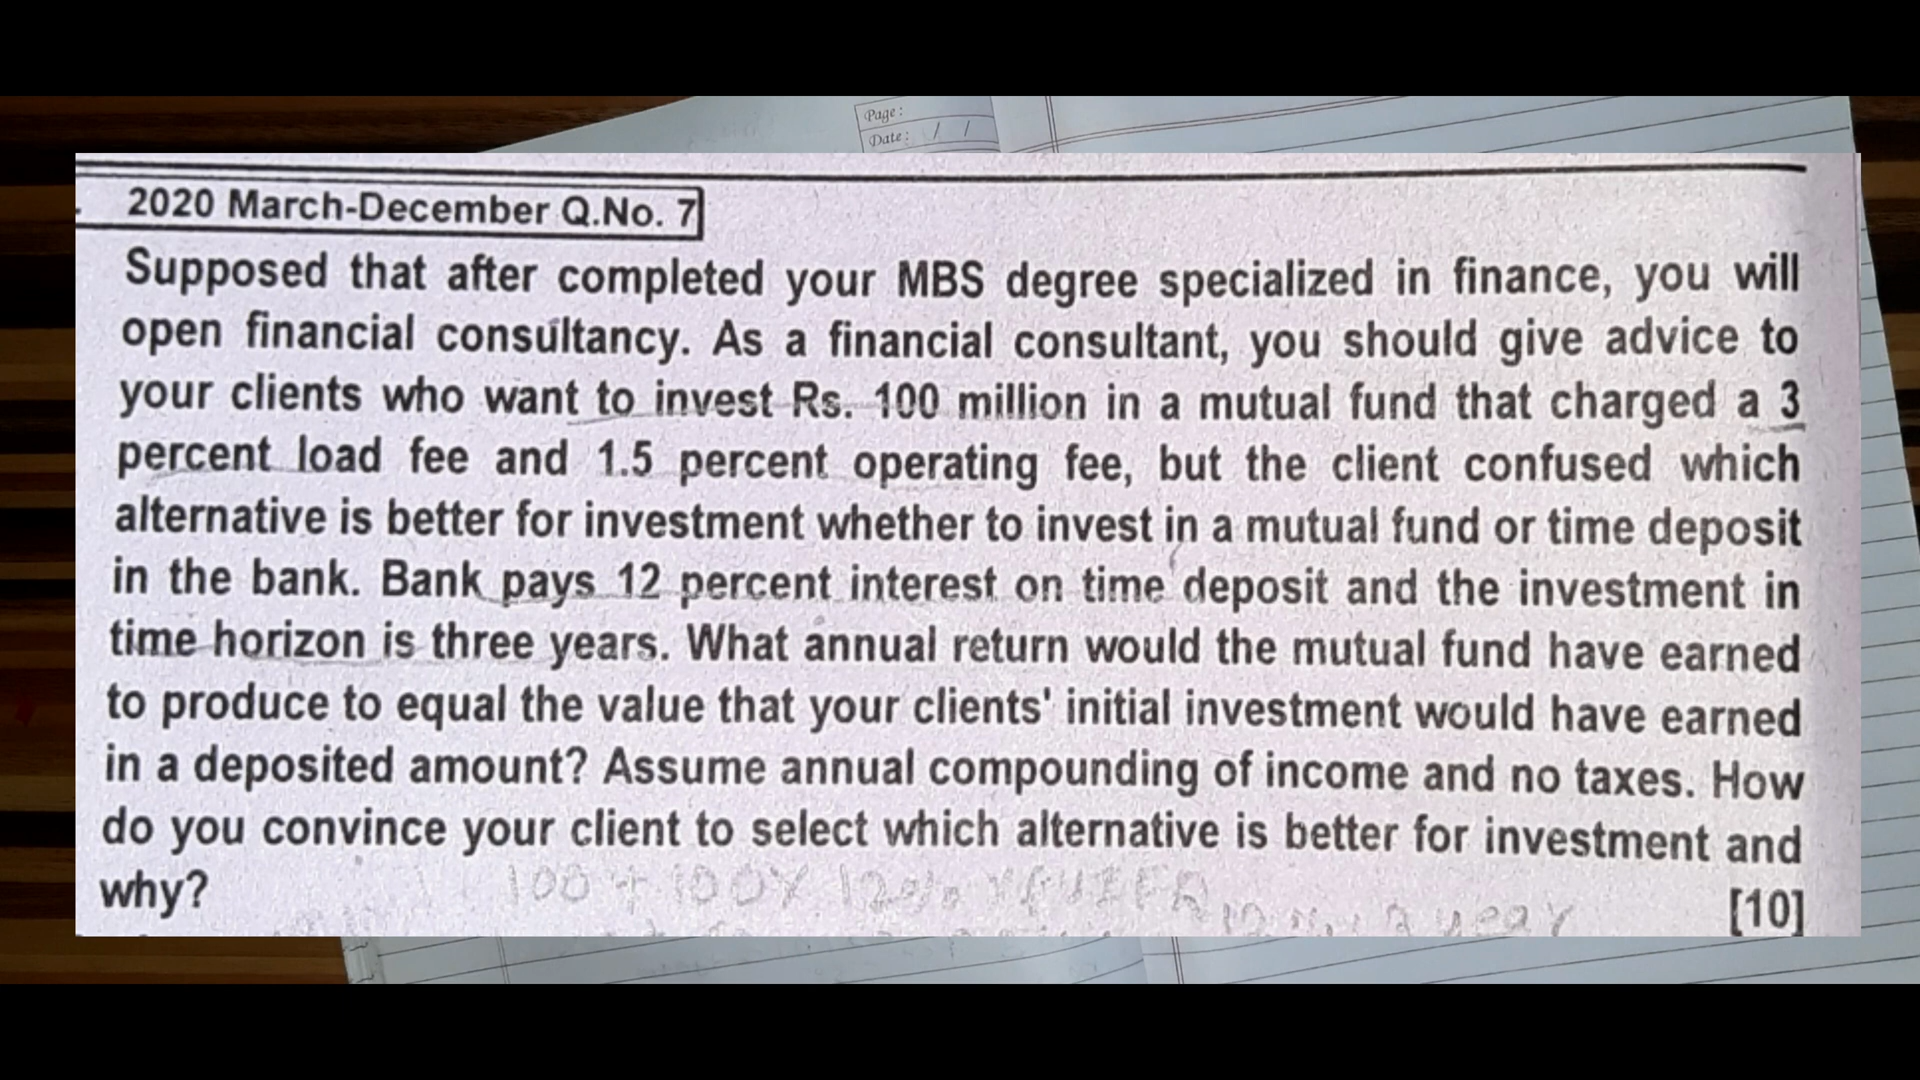 Page:
Date: / /
2020 March-December Q.No. 7
Supposed that after completed your MBS degree specialized in finance, you will
open financial consultancy. As a financial consultant, you should give advice to
your clients who want to invest Rs. 100 million in a mutual fund that charged a 3
percent load fee and 1.5 percent operating fee, but the client confused which
alternative is better for investment whether to invest in a mutual fund or time deposit
in the bank. Bank pays 12 percent interest on time deposit and the investment in
time horizon is three years. What annual return would the mutual fund have earned
to produce to equal the value that your clients' initial investment would have earned
in a deposited amount? Assume annual compounding of income and no taxes. How
do you convince your client to select which alternative is better for investment and
why? [10]
100 + 100 X 12%